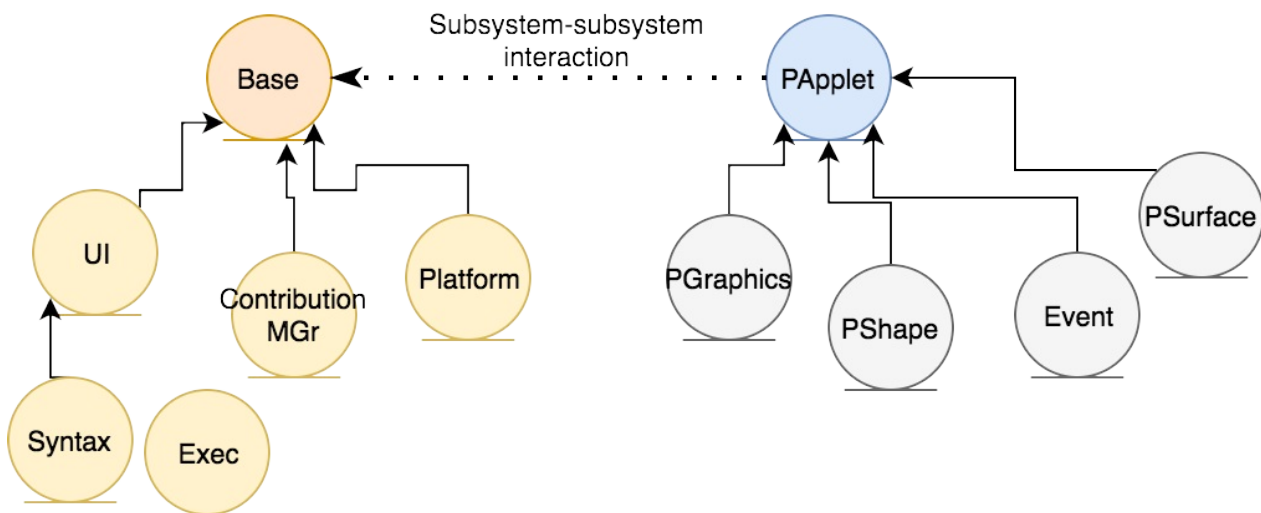 Subsystem-subsystem
interaction
Base
PApplet
PSurface
UI
Platform
PGraphics
Contribution
MGr
PShape
Event
Syntax
Exec